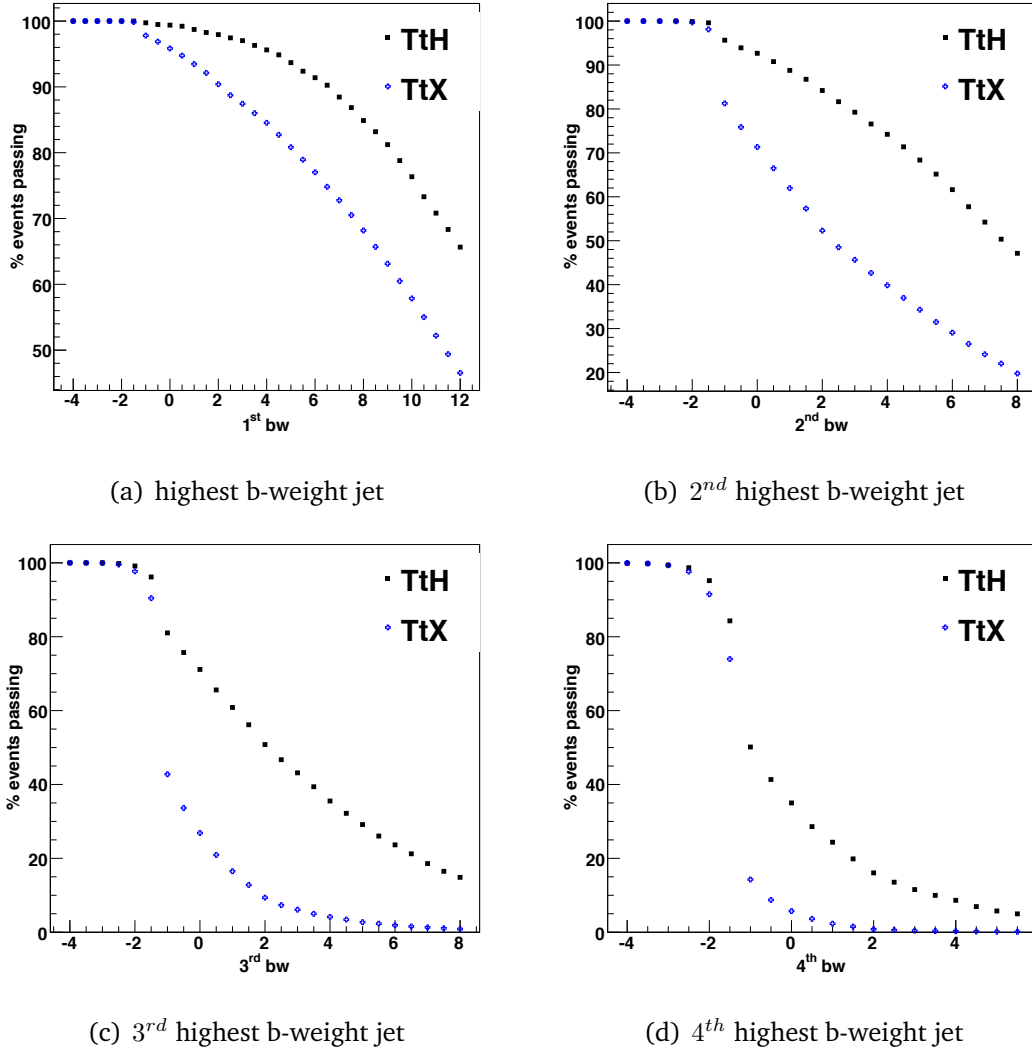 100
90
80
70
60
50
% events passing
TtH
TtX
-4 -2 0 2 4 6 8 10 12
1st bw
(a) highest b-weight jet
100
90
80
70
60
50
40
30
20
% events passing
TtH
TtX
-4 -2 0 2 4 6 8
2nd bw
(b) 2nd highest b-weight jet
100
80
60
40
20
0
% events passing
TtH
TtX
-4 -2 0 2 4 6 8
3rd bw
(c) 3rd highest b-weight jet
100
80
60
40
20
0
% events passing
TtH
TtX
-4 -2 0 2 4
4th bw
(d) 4th highest b-weight jet